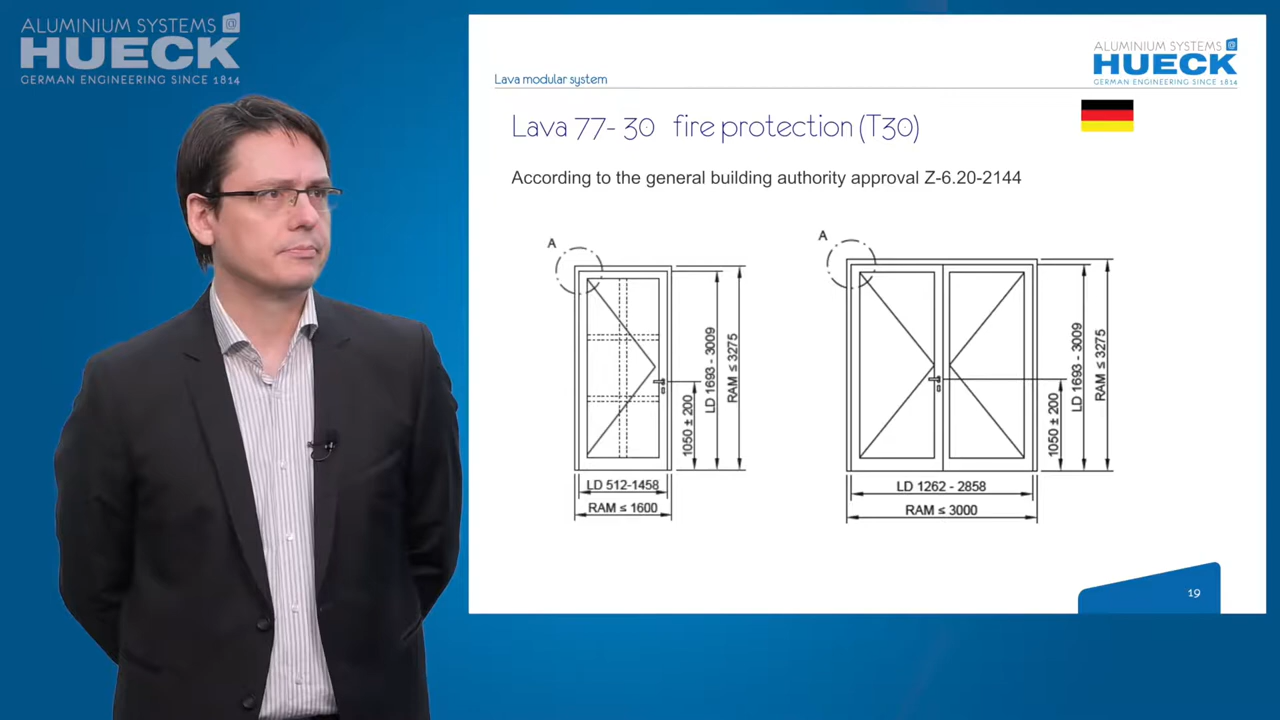 ALUMINIUM SYSTEMS
HUECK
GERMAN ENGINEERING SINCE 1814
ALUMINIUM SYSTEMS
HUECK
GERMAN ENGINEERING SINCE 1814
Lava modular system
Lava 77- 30 fire protection (T30)
According to the general building authority approval Z-6.20-2144
A
1050 ± 200
LD 1693 - 3009
RAM ≤ 3275
LD 512-1458
RAM ≤ 1600
A
1050 ± 200
LD 1693 - 3009
RAM ≤ 3275
LD 1262 - 2858
RAM ≤ 3000
19